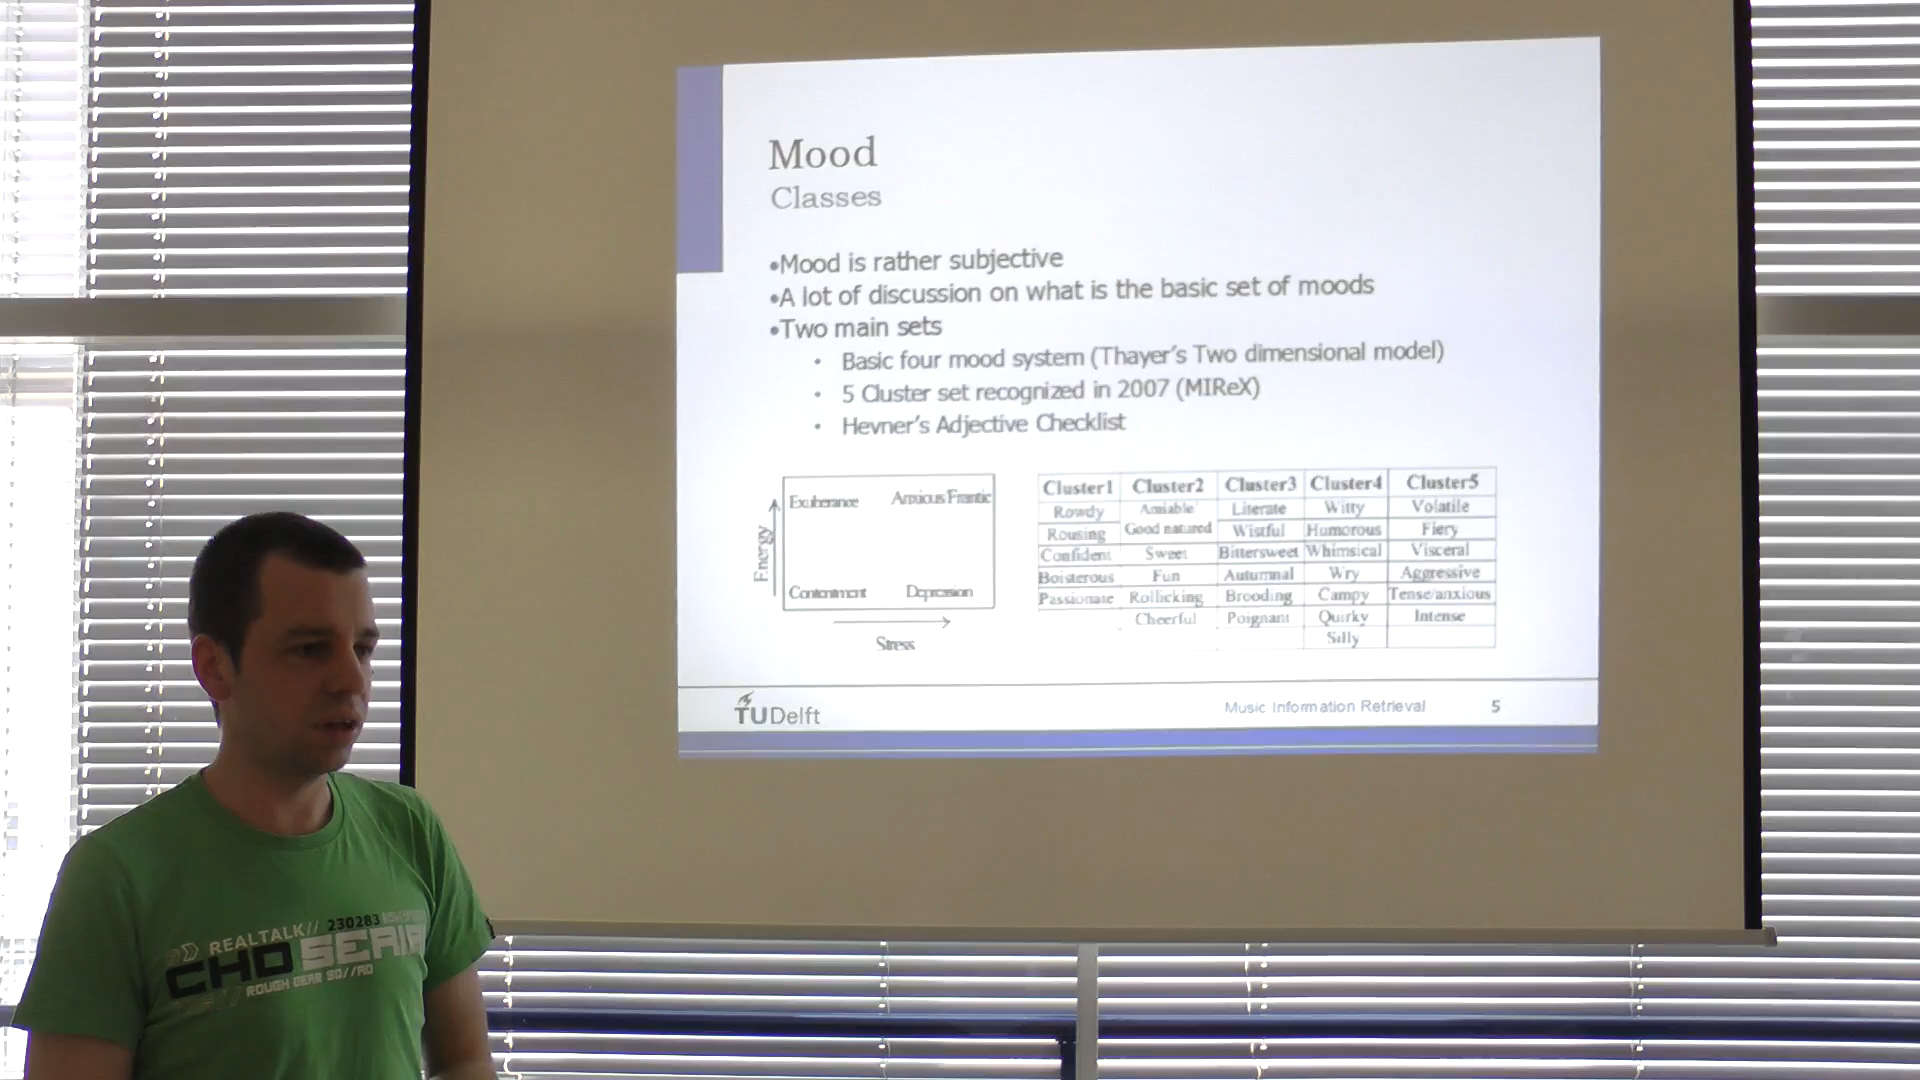 Mood
Classes
•Mood is rather subjective
•A lot of discussion on what is the basic set of moods
•Two main sets
• Basic four mood system (Thayer's Two dimensional model)
• 5 Cluster set recognized in 2007 (MIReX)
• Hevner's Adjective Checklist
Exuberance Anxious/Frantic
Energy
Contentment Depression
Stress
Cluster1 Cluster2 Cluster3 Cluster4 Cluster5
Rowdy Amiable Literate Witty Volatile
Rousing Good natured Wistful Humorous Fiery
Confident Sweet Bittersweet Whimsical Visceral
Boisterous Fun Autumnal Wry Aggressive
Passionate Rollicking Brooding Campy Tense/anxious
Cheerful Poignant Quirky Intense
Silly
TUDelft Music Information Retrieval 5
REALTALK// 230283
CHO SERIA
ROUGH GEAR